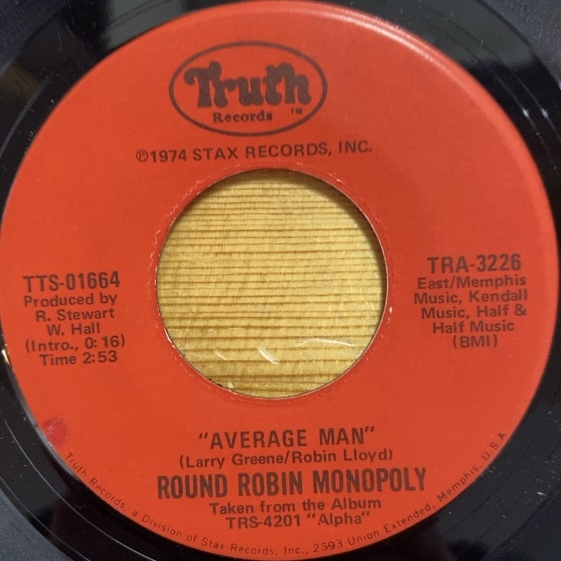 Truth
Records ™
℗1974 STAX RECORDS, INC.
TTS-01664
Produced by
R. Stewart
W. Hall
(Intro., 0:16)
Time 2:53
TRA-3226
East/Memphis
Music, Kendall
Music, Half &
Half Music
(BMI)
"AVERAGE MAN"
(Larry Greene/Robin Lloyd)
ROUND ROBIN MONOPOLY
Taken from the Album
TRS-4201 "Alpha"
Truth Records, a Division of Stax Records, Inc., 2693 Union Extended, Memphis, U.S.A